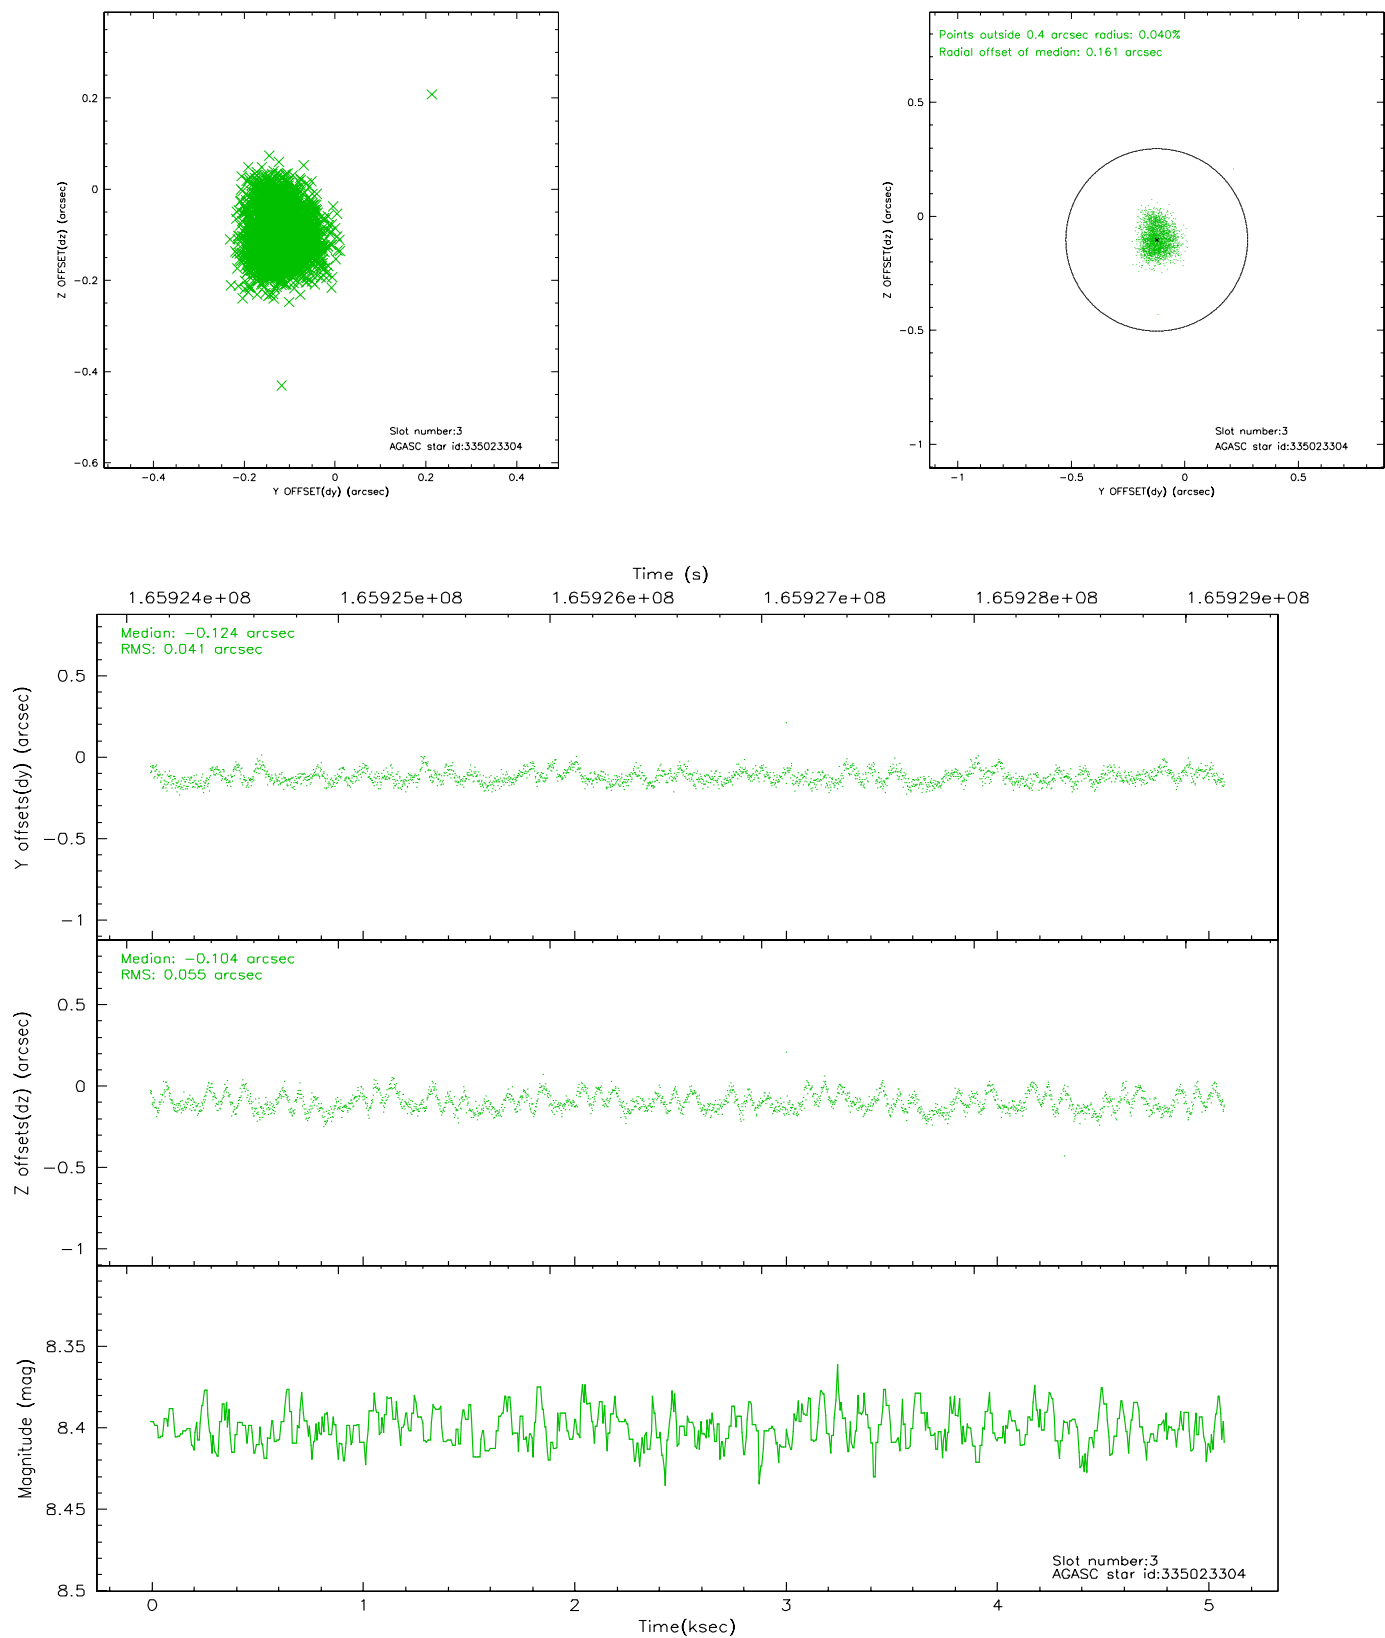 0.2
0
−0.2
−0.4
−0.6
Z OFFSET(dz) (arcsec)
Slot number:3
AGASC star id:335023304
−0.4 −0.2 0 0.2 0.4
Y OFFSET(dy) (arcsec)
Points outside 0.4 arcsec radius: 0.040%
Radial offset of median: 0.161 arcsec
0.5
0
−0.5
−1
Z OFFSET(dz) (arcsec)
Slot number:3
AGASC star id:335023304
−1 −0.5 0 0.5
Y OFFSET(dy) (arcsec)
Time (s)
1.65924e+08 1.65925e+08 1.65926e+08 1.65927e+08 1.65928e+08 1.65929e+08
Median: −0.124 arcsec
RMS: 0.041 arcsec
0.5
0
−0.5
−1
Y offsets(dy) (arcsec)
Median: −0.104 arcsec
RMS: 0.055 arcsec
0.5
0
−0.5
−1
Z offsets(dz) (arcsec)
8.35
8.4
8.45
8.5
Magnitude (mag)
Slot number:3
AGASC star id:335023304
0 1 2 3 4 5
Time(ksec)